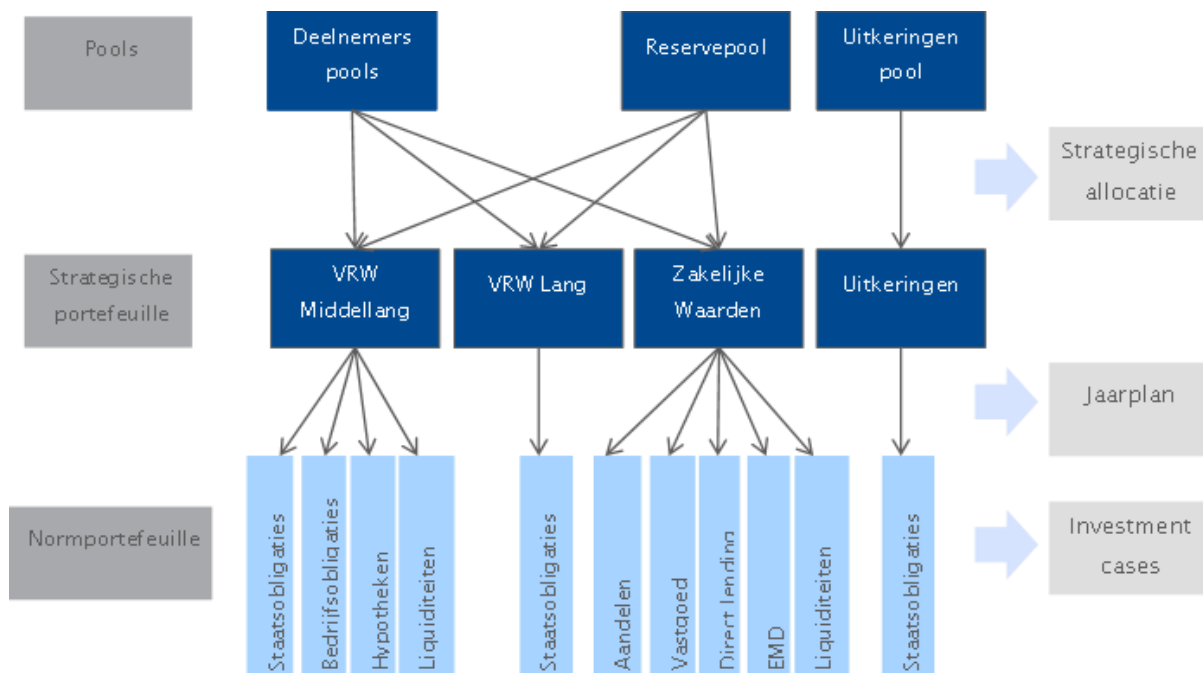 Pools
Deelnemers
pools
Reservepool
Uitkeringen
pool
Strategische
allocatie
Strategische
portefeuille
VRW
Middellang
VRW Lang
Zakelijke
Waarden
Uitkeringen
Jaarplan
Normportefeuille
Staatsobligaties
Bedrijfsobligaties
Hypotheken
Liquiditeiten
Staatsobligaties
Aandelen
Vastgoed
Direct lending
EMD
Liquiditeiten
Staatsobligaties
Investment
cases